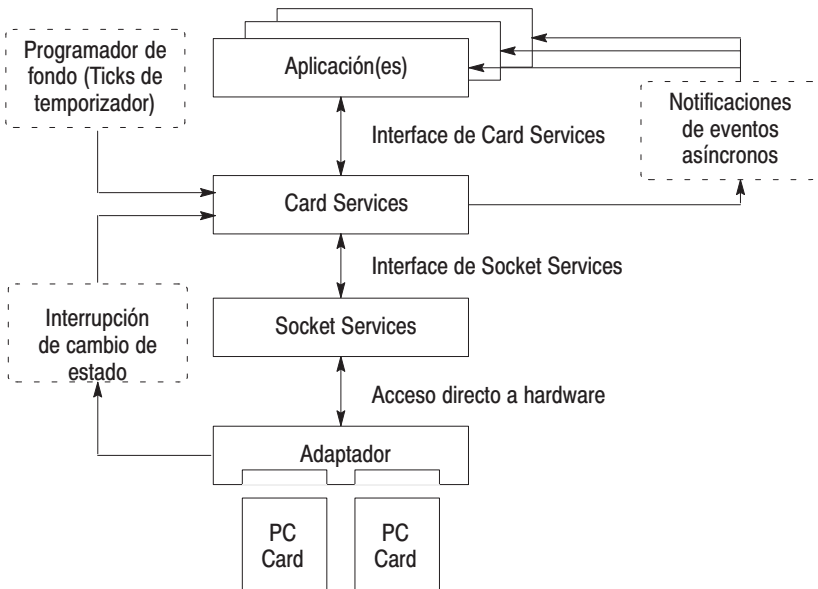 Programador de
fondo (Ticks de
temporizador)
Aplicación(es)
Notificaciones
de eventos
asíncronos
Interface de Card Services
Card Services
Interface de Socket Services
Interrupción
de cambio de
estado
Socket Services
Acceso directo a hardware
Adaptador
PC
Card
PC
Card